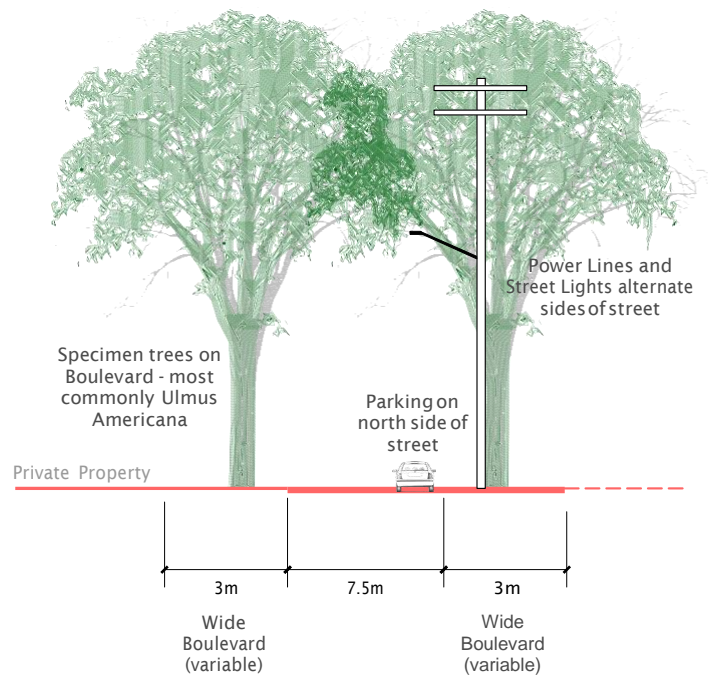 Power Lines and
Street Lights alternate
sides of street
Specimen trees on
Boulevard - most
commonly Ulmus
Americana
Parking on
north side of
street
Private Property
3m
7.5m
3m
Wide
Boulevard
(variable)
Wide
Boulevard
(variable)